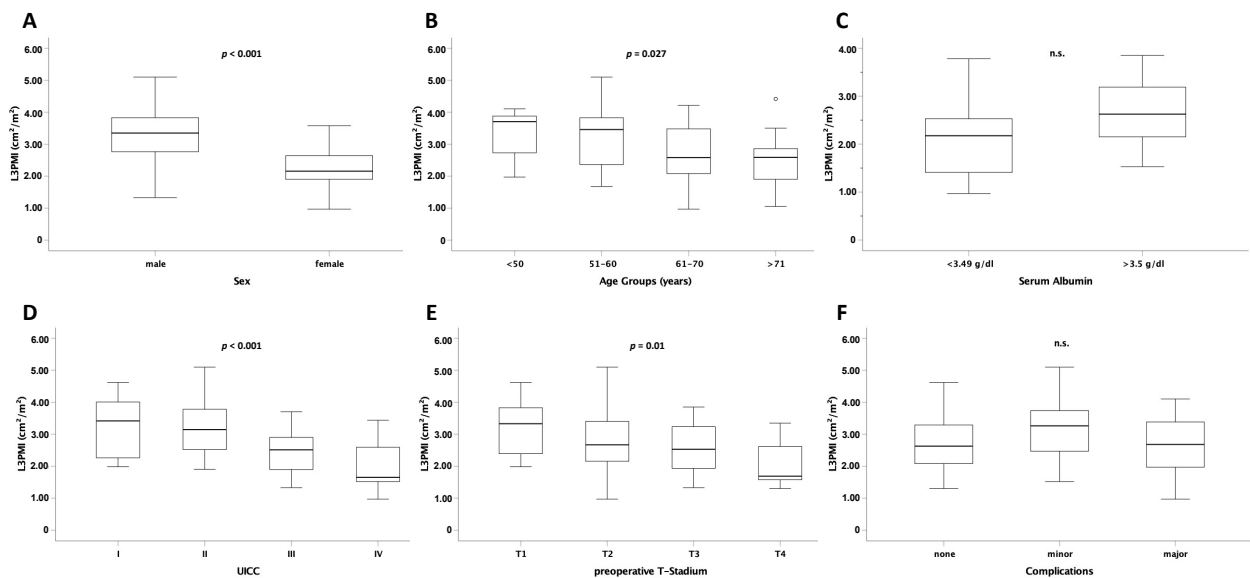 A
p < 0.001
L3PMI (cm²/m²)
6.00
5.00
4.00
3.00
2.00
1.00
0
male
female
Sex
B
p = 0.027
L3PMI (cm²/m²)
6.00
5.00
4.00
3.00
2.00
1.00
0
<50
51-60
61-70
>71
Age Groups (years)
C
n.s.
L3PMI (cm²/m²)
4.00
3.00
2.00
1.00
0
<3.49 g/dl
>3.5 g/dl
Serum Albumin
D
p < 0.001
L3PMI (cm²/m²)
6.00
5.00
4.00
3.00
2.00
1.00
0
I
II
III
IV
UICC
E
p = 0.01
L3PMI (cm²/m²)
6.00
5.00
4.00
3.00
2.00
1.00
0
T1
T2
T3
T4
preoperative T-Stadium
F
n.s.
L3PMI (cm²/m²)
6.00
5.00
4.00
3.00
2.00
1.00
0
none
minor
major
Complications